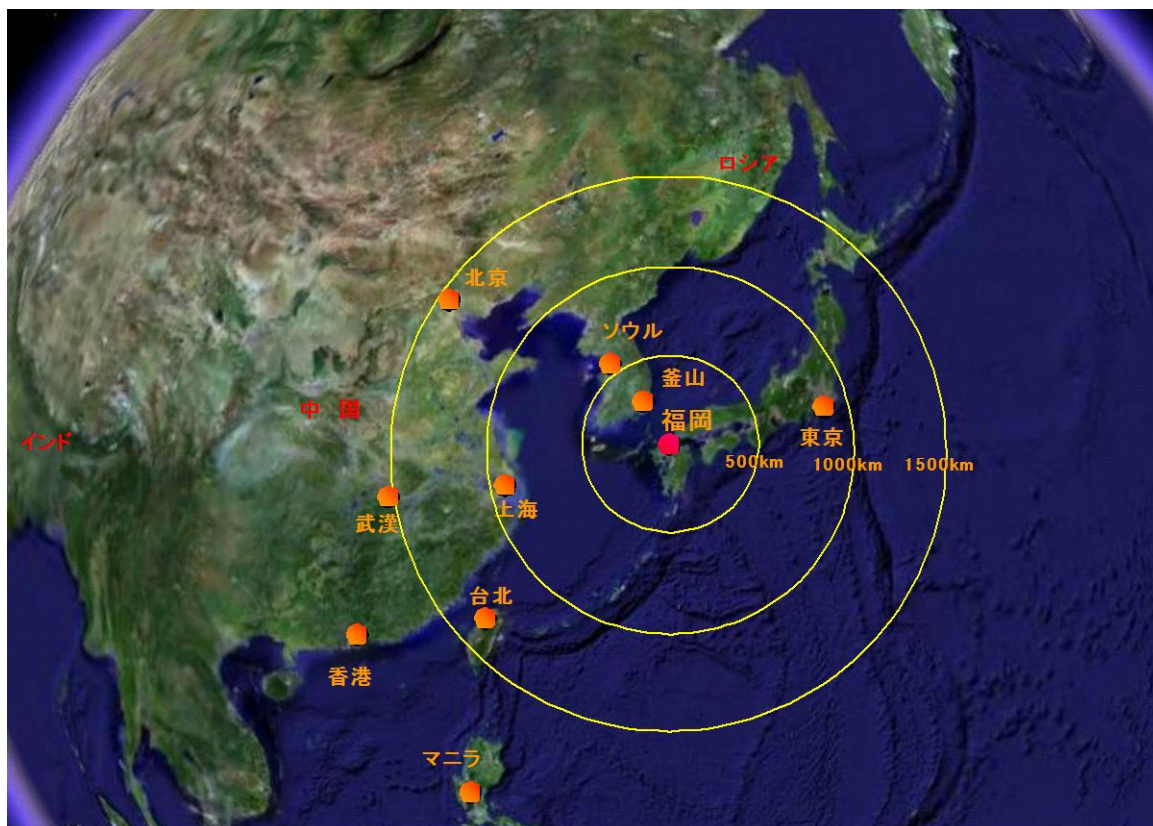 ロシア
北京
ソウル
釜山
中 国
福岡
インド
東京
500km
1000km
1500km
武漢
上海
台北
香港
マニラ